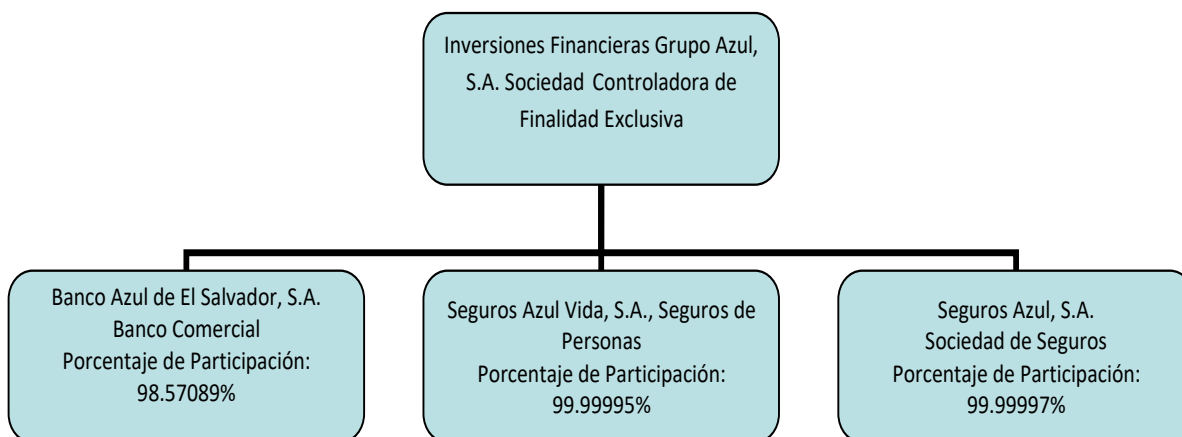 Inversiones Financieras Grupo Azul,
S.A. Sociedad Controladora de
Finalidad Exclusiva
Banco Azul de El Salvador, S.A.
Banco Comercial
Porcentaje de Participación:
98.57089%
Seguros Azul Vida, S.A., Seguros de
Personas
Porcentaje de Participación:
99.99995%
Seguros Azul, S.A.
Sociedad de Seguros
Porcentaje de Participación:
99.99997%